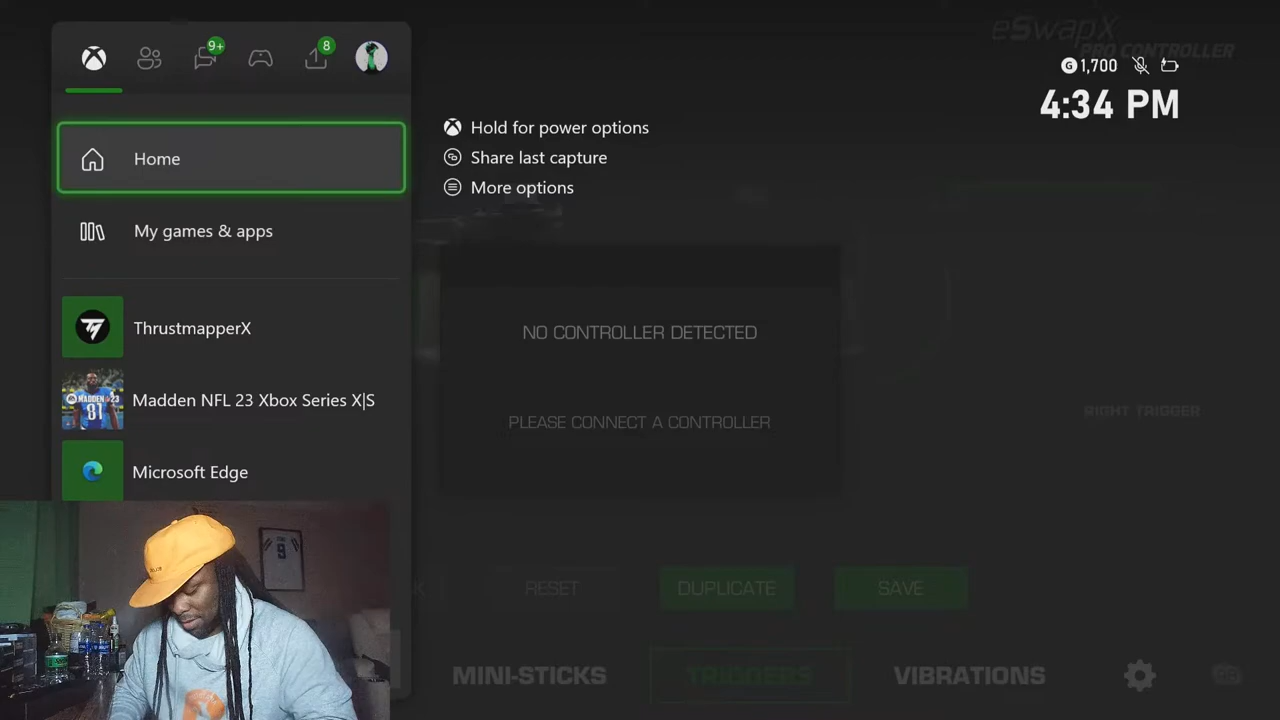 eSwapX
PRO CONTROLLER
9+
8
G 1,700
4:34 PM
Home
Hold for power options
Share last capture
More options
My games & apps
ThrustmapperX
NO CONTROLLER DETECTED
Madden NFL 23 Xbox Series X|S
PLEASE CONNECT A CONTROLLER
RIGHT TRIGGER
Microsoft Edge
RESET
DUPLICATE
SAVE
MINI-STICKS
TRIGGERS
VIBRATIONS
9